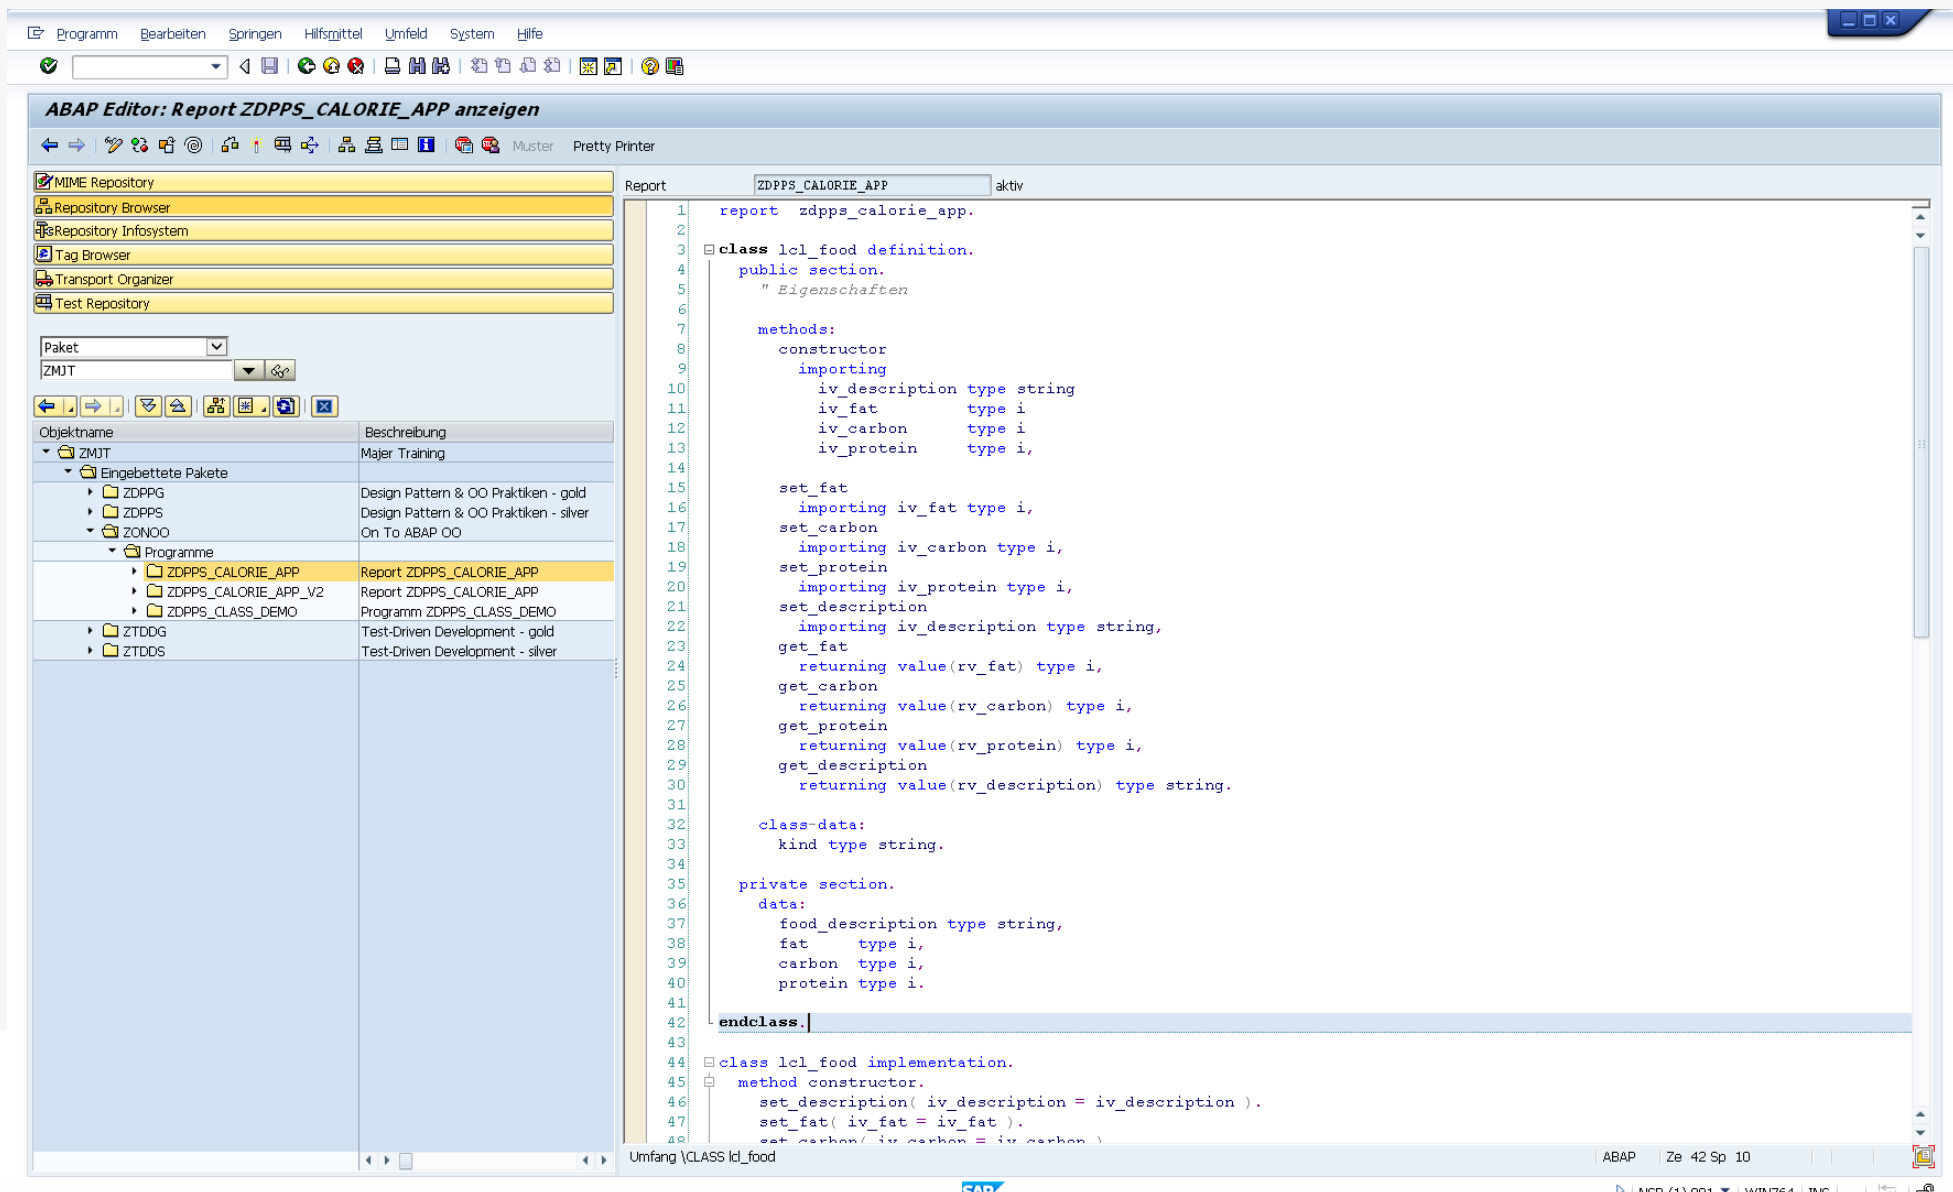 Programm Bearbeiten Springen Hilfsmittel Umfeld System Hilfe
ABAP Editor: Report ZDPPS_CALORIE_APP anzeigen
Muster Pretty Printer
MIME Repository
Repository Browser
Repository Infosystem
Tag Browser
Transport Organizer
Test Repository
Paket
ZMJT
Objektname Beschreibung
ZMJT Majer Training
Eingebettete Pakete
ZDPPG Design Pattern & OO Praktiken - gold
ZDPPS Design Pattern & OO Praktiken - silver
ZONOO On To ABAP OO
Programme
ZDPPS_CALORIE_APP Report ZDPPS_CALORIE_APP
ZDPPS_CALORIE_APP_V2 Report ZDPPS_CALORIE_APP
ZDPPS_CLASS_DEMO Programm ZDPPS_CLASS_DEMO
ZTDDG Test-Driven Development - gold
ZTDDS Test-Driven Development - silver
Report ZDPPS_CALORIE_APP aktiv
1 report zdpps_calorie_app.
2
3 class lcl_food definition.
4 public section.
5 " Eigenschaften
6
7 methods:
8 constructor
9 importing
10 iv_description type string
11 iv_fat type i
12 iv_carbon type i
13 iv_protein type i,
14
15 set_fat
16 importing iv_fat type i,
17 set_carbon
18 importing iv_carbon type i,
19 set_protein
20 importing iv_protein type i,
21 set_description
22 importing iv_description type string,
23 get_fat
24 returning value(rv_fat) type i,
25 get_carbon
26 returning value(rv_carbon) type i,
27 get_protein
28 returning value(rv_protein) type i,
29 get_description
30 returning value(rv_description) type string.
31
32 class-data:
33 kind type string.
34
35 private section.
36 data:
37 food_description type string,
38 fat type i,
39 carbon type i,
40 protein type i.
41
42 endclass.
43
44 class lcl_food implementation.
45 method constructor.
46 set_description( iv_description = iv_description ).
47 set_fat( iv_fat = iv_fat ).
48 set_carbon( iv_carbon = iv_carbon )
Umfang \CLASS lcl_food ABAP Ze 42 Sp 10
SAP